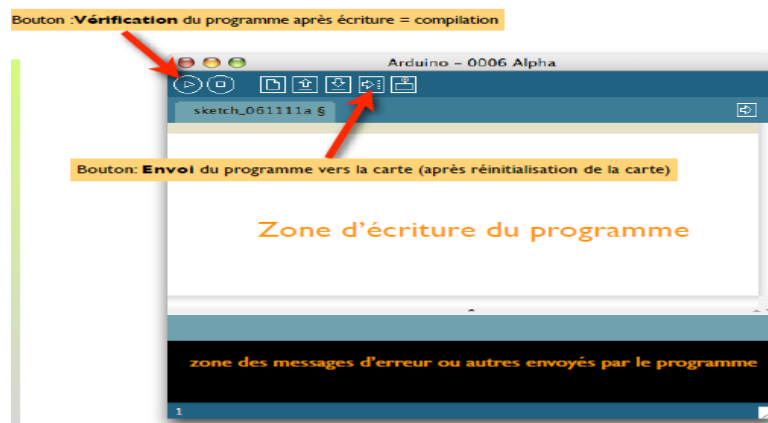 Bouton :Vérification du programme après écriture = compilation
Arduino – 0006 Alpha
sketch_061111a §
Bouton: Envoi du programme vers la carte (après réinitialisation de la carte)
Zone d'écriture du programme
zone des messages d'erreur ou autres envoyés par le programme
1